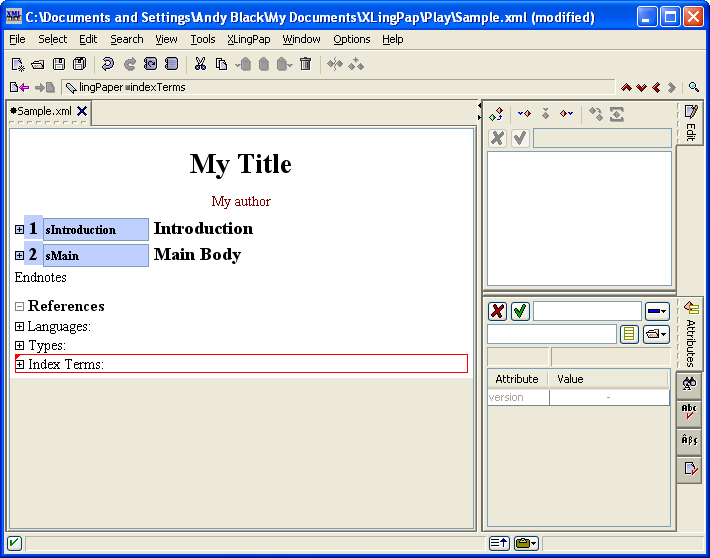 C:\Documents and Settings\Andy Black\My Documents\XLingPap\Play\Sample.xml (modified)
File Select Edit Search View Tools XLingPap Window Options Help
lingPaper indexTerms
Sample.xml
Edit
My Title
My author
1 sIntroduction Introduction
2 sMain Main Body
Endnotes
References
Languages:
Types:
Index Terms:
Attributes
Attribute Value
version -
Abc
Äβς